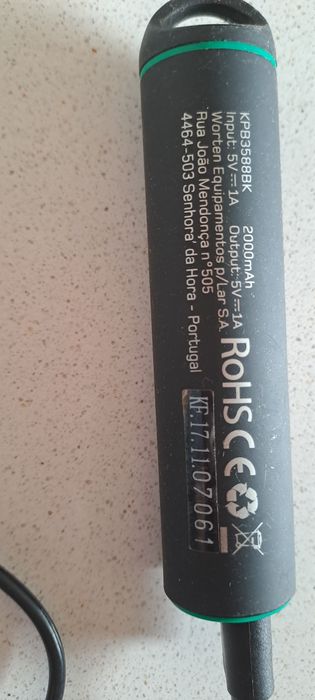 KPB3588BK 2000mAh
Input: 5V⎓1A Output: 5V⎓1A
Worten Equipamentos p/Lar S.A.
Rua João Mendonça nº505
4464-503 Senhora da Hora - Portugal
RoHS CE
KF.17.11.07061